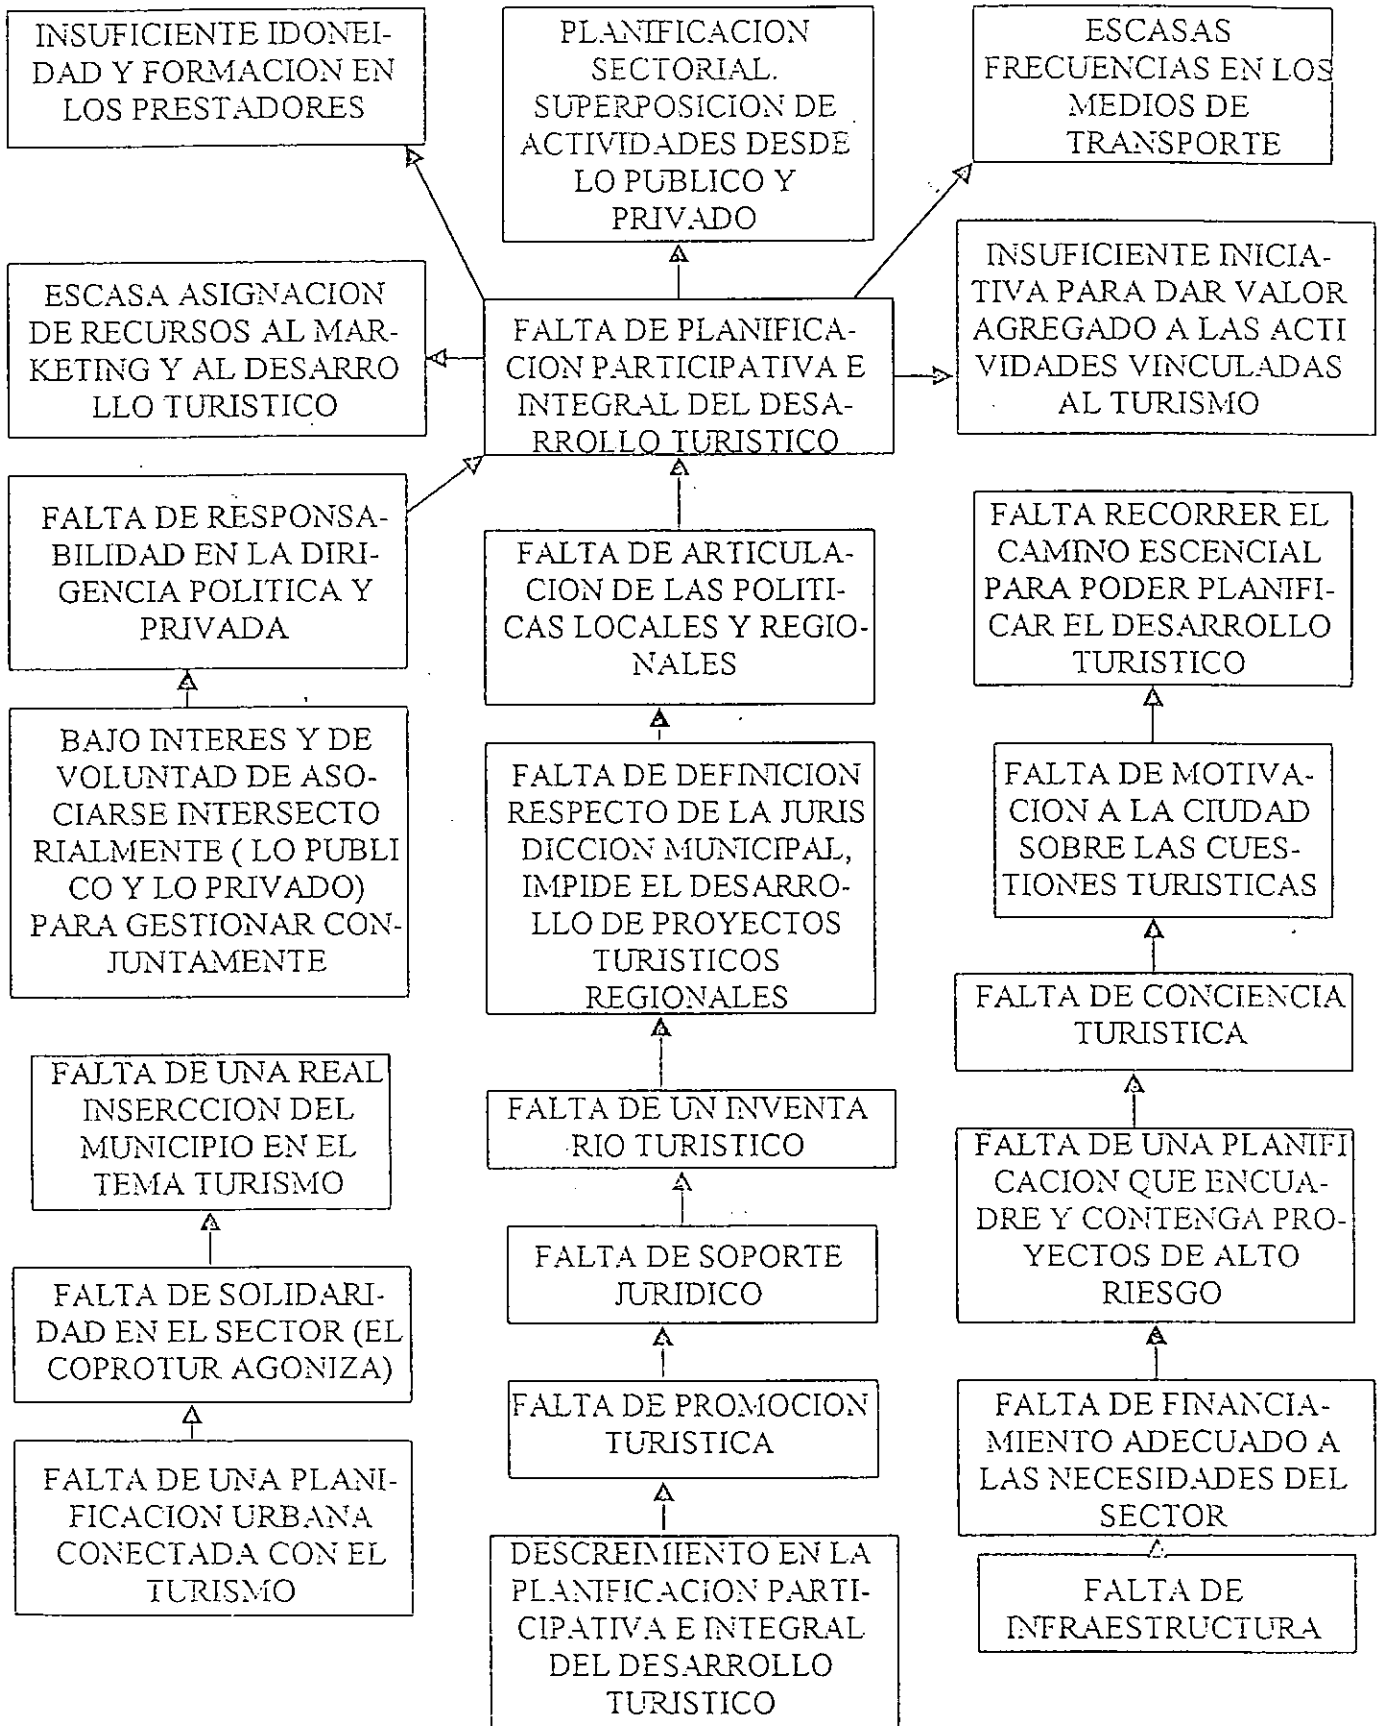 INSUFICIENTE IDONEI-
DAD Y FORMACION EN
LOS PRESTADORES
PLANIFICACION
SECTORIAL.
SUPERPOSICION DE
ACTIVIDADES DESDE
LO PUBLICO Y
PRIVADO
ESCASAS
FRECUENCIAS EN LOS
MEDIOS DE
TRANSPORTE
ESCASA ASIGNACION
DE RECURSOS AL MAR-
KETING Y AL DESARRO
LLO TURISTICO
FALTA DE PLANIFICA-
CION PARTICIPATIVA E
INTEGRAL DEL DESA-
RROLLO TURISTICO
INSUFICIENTE INICIA-
TIVA PARA DAR VALOR
AGREGADO A LAS ACTI
VIDADES VINCULADAS
AL TURISMO
FALTA DE RESPONSA-
BILIDAD EN LA DIRI-
GENCIA POLITICA Y
PRIVADA
FALTA DE ARTICULA-
CION DE LAS POLITI-
CAS LOCALES Y REGIO-
NALES
FALTA RECORRER EL
CAMINO ESCENCIAL
PARA PODER PLANIFI-
CAR EL DESARROLLO
TURISTICO
BAJO INTERES Y DE
VOLUNTAD DE ASO-
CIARSE INTERSECTO
RIALMENTE ( LO PUBLI
CO Y LO PRIVADO)
PARA GESTIONAR CON-
JUNTAMENTE
FALTA DE DEFINICION
RESPECTO DE LA JURIS
DICCION MUNICIPAL,
IMPIDE EL DESARRO-
LLO DE PROYECTOS
TURISTICOS
REGIONALES
FALTA DE MOTIVA-
CION A LA CIUDAD
SOBRE LAS CUES-
TIONES TURISTICAS
FALTA DE CONCIENCIA
TURISTICA
FALTA DE UNA REAL
INSERCCION DEL
MUNICIPIO EN EL
TEMA TURISMO
FALTA DE UN INVENTA
RIO TURISTICO
FALTA DE UNA PLANIFI
CACION QUE ENCUA-
DRE Y CONTENGA PRO-
YECTOS DE ALTO
RIESGO
FALTA DE SOLIDARI-
DAD EN EL SECTOR (EL
COPROTUR AGONIZA)
FALTA DE SOPORTE
JURIDICO
FALTA DE PROMOCION
TURISTICA
FALTA DE FINANCIA-
MIENTO ADECUADO A
LAS NECESIDADES DEL
SECTOR
FALTA DE UNA PLANI-
FICACION URBANA
CONECTADA CON EL
TURISMO
DESCREIMIENTO EN LA
PLANIFICACION PARTI-
CIPATIVA E INTEGRAL
DEL DESARROLLO
TURISTICO
FALTA DE
INFRAESTRUCTURA